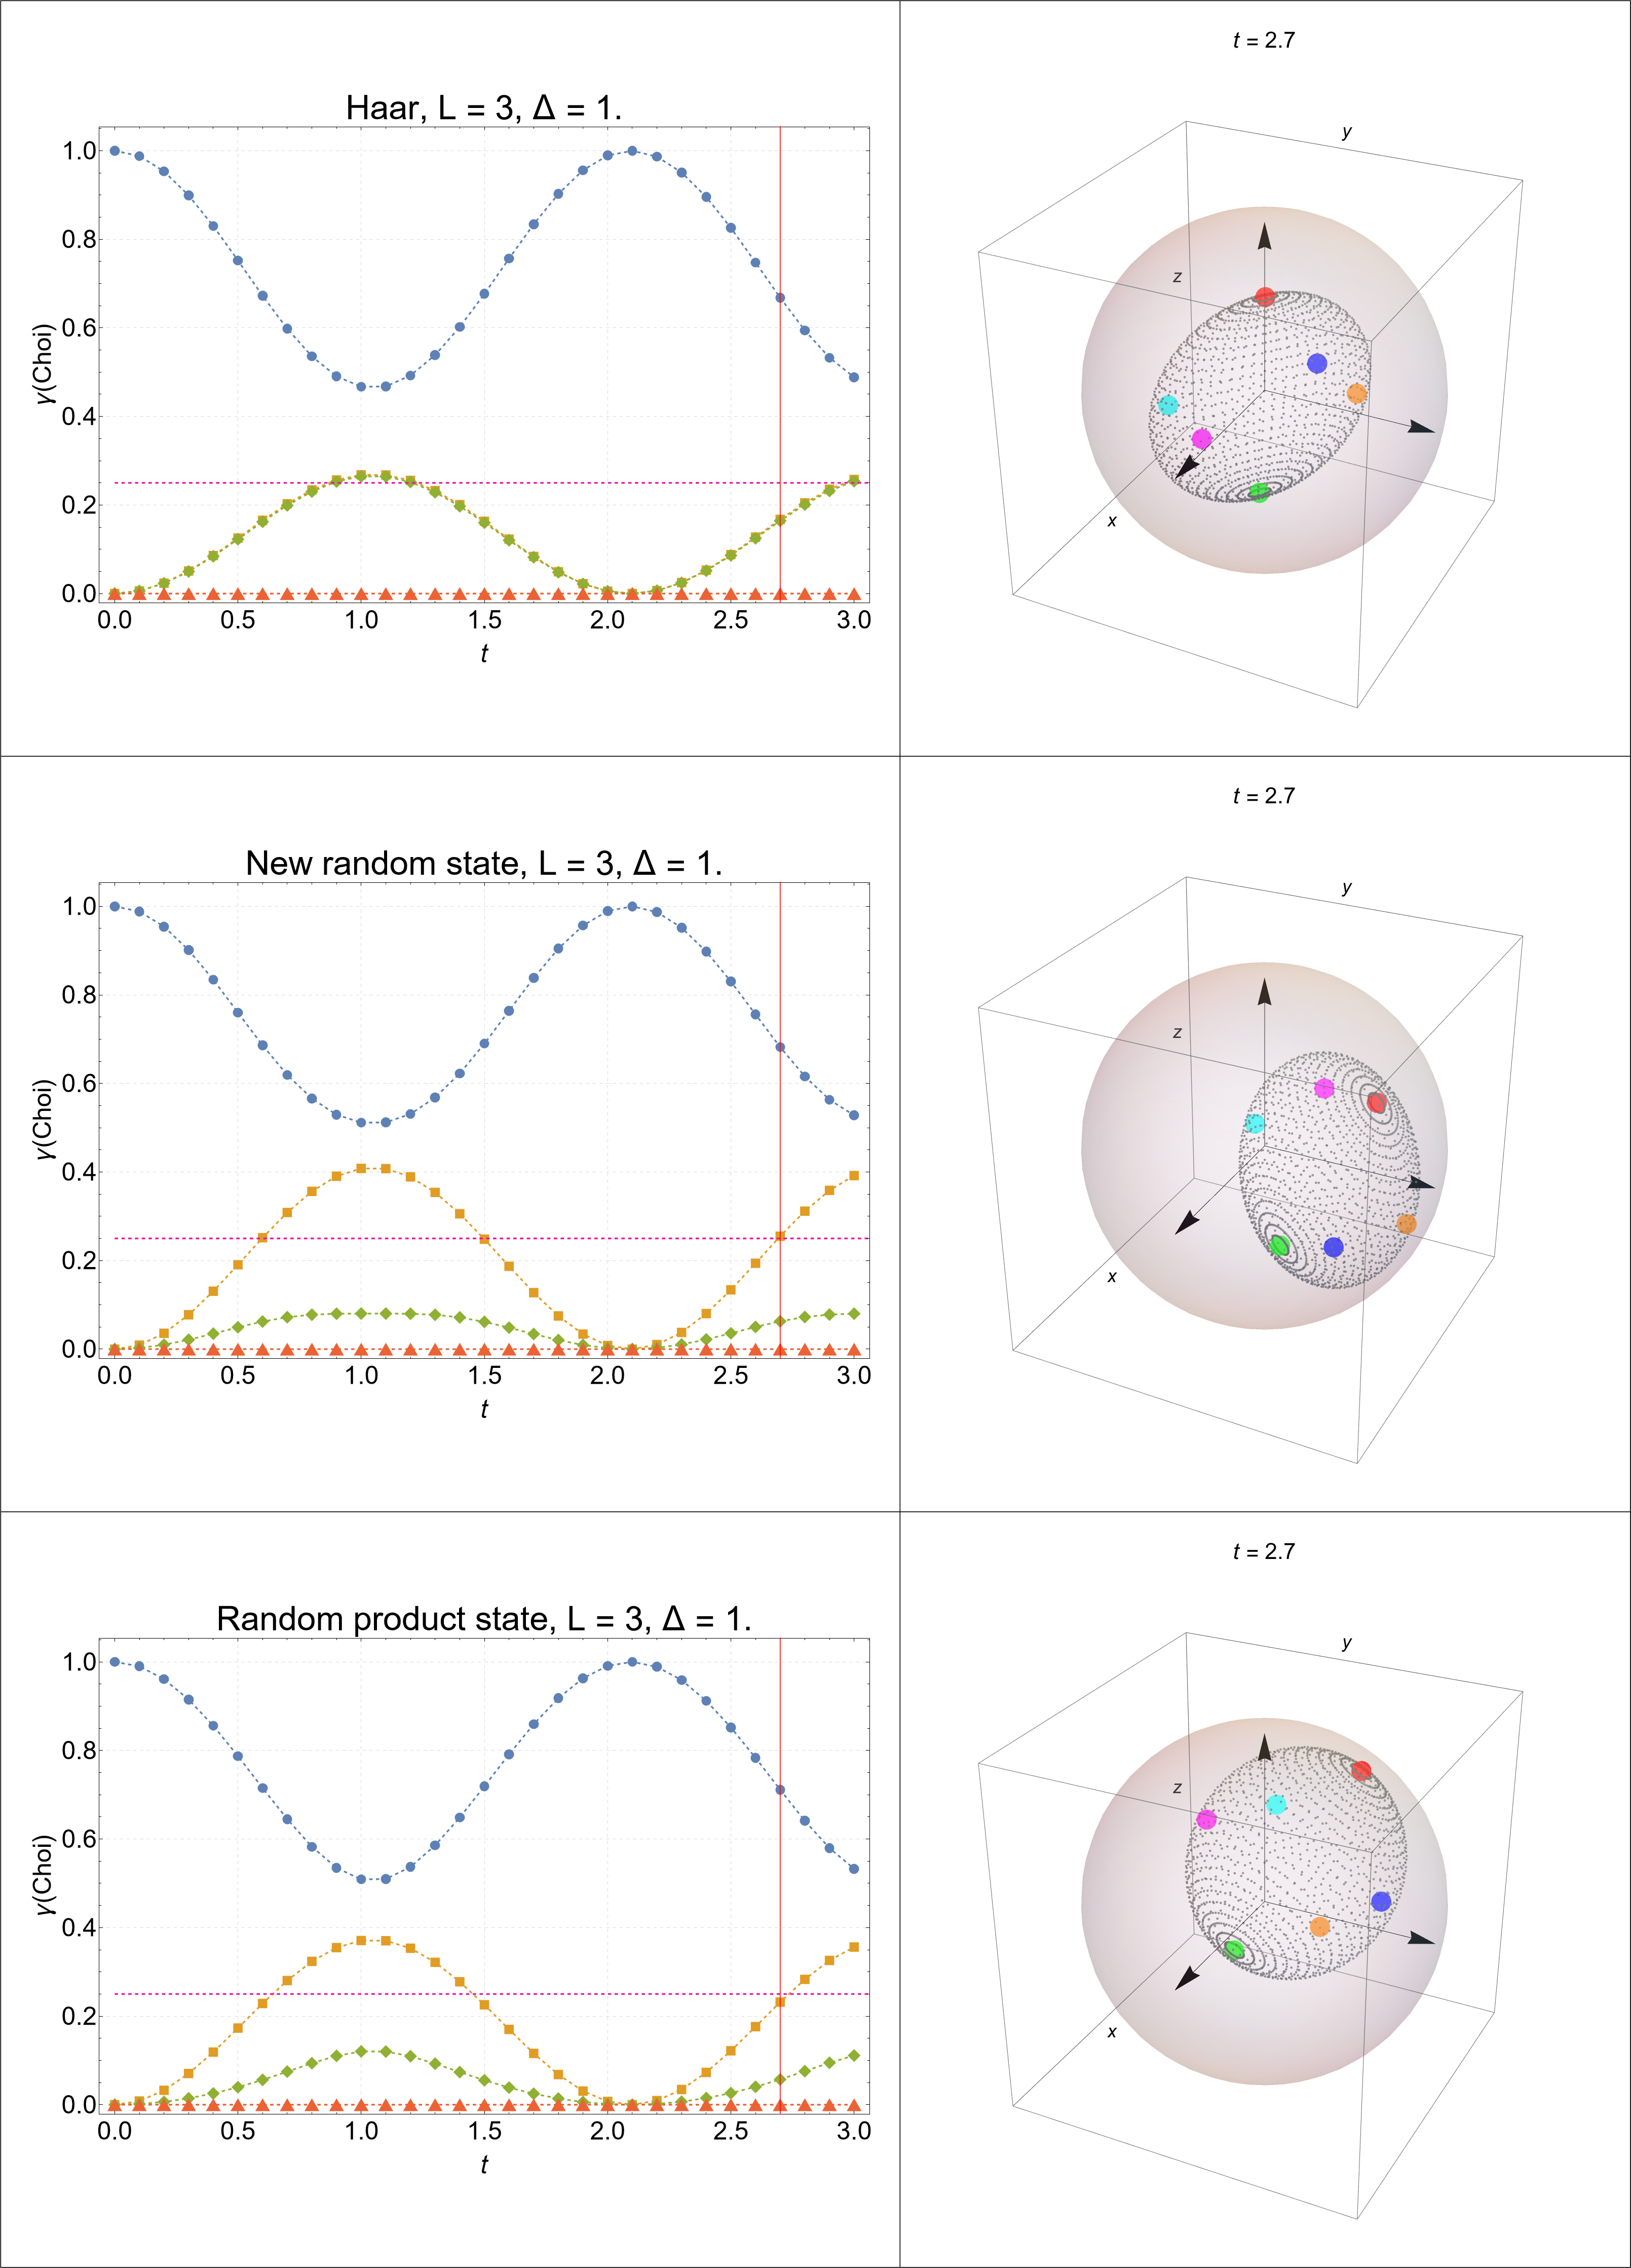 t = 2.7
Haar, L = 3, Δ = 1.
γ(Choi)
1.0
0.8
0.6
0.4
0.2
0.0
0.0 0.5 1.0 1.5 2.0 2.5 3.0
t
y
z
x
t = 2.7
New random state, L = 3, Δ = 1.
γ(Choi)
1.0
0.8
0.6
0.4
0.2
0.0
0.0 0.5 1.0 1.5 2.0 2.5 3.0
t
y
z
x
t = 2.7
Random product state, L = 3, Δ = 1.
γ(Choi)
1.0
0.8
0.6
0.4
0.2
0.0
0.0 0.5 1.0 1.5 2.0 2.5 3.0
t
y
z
x